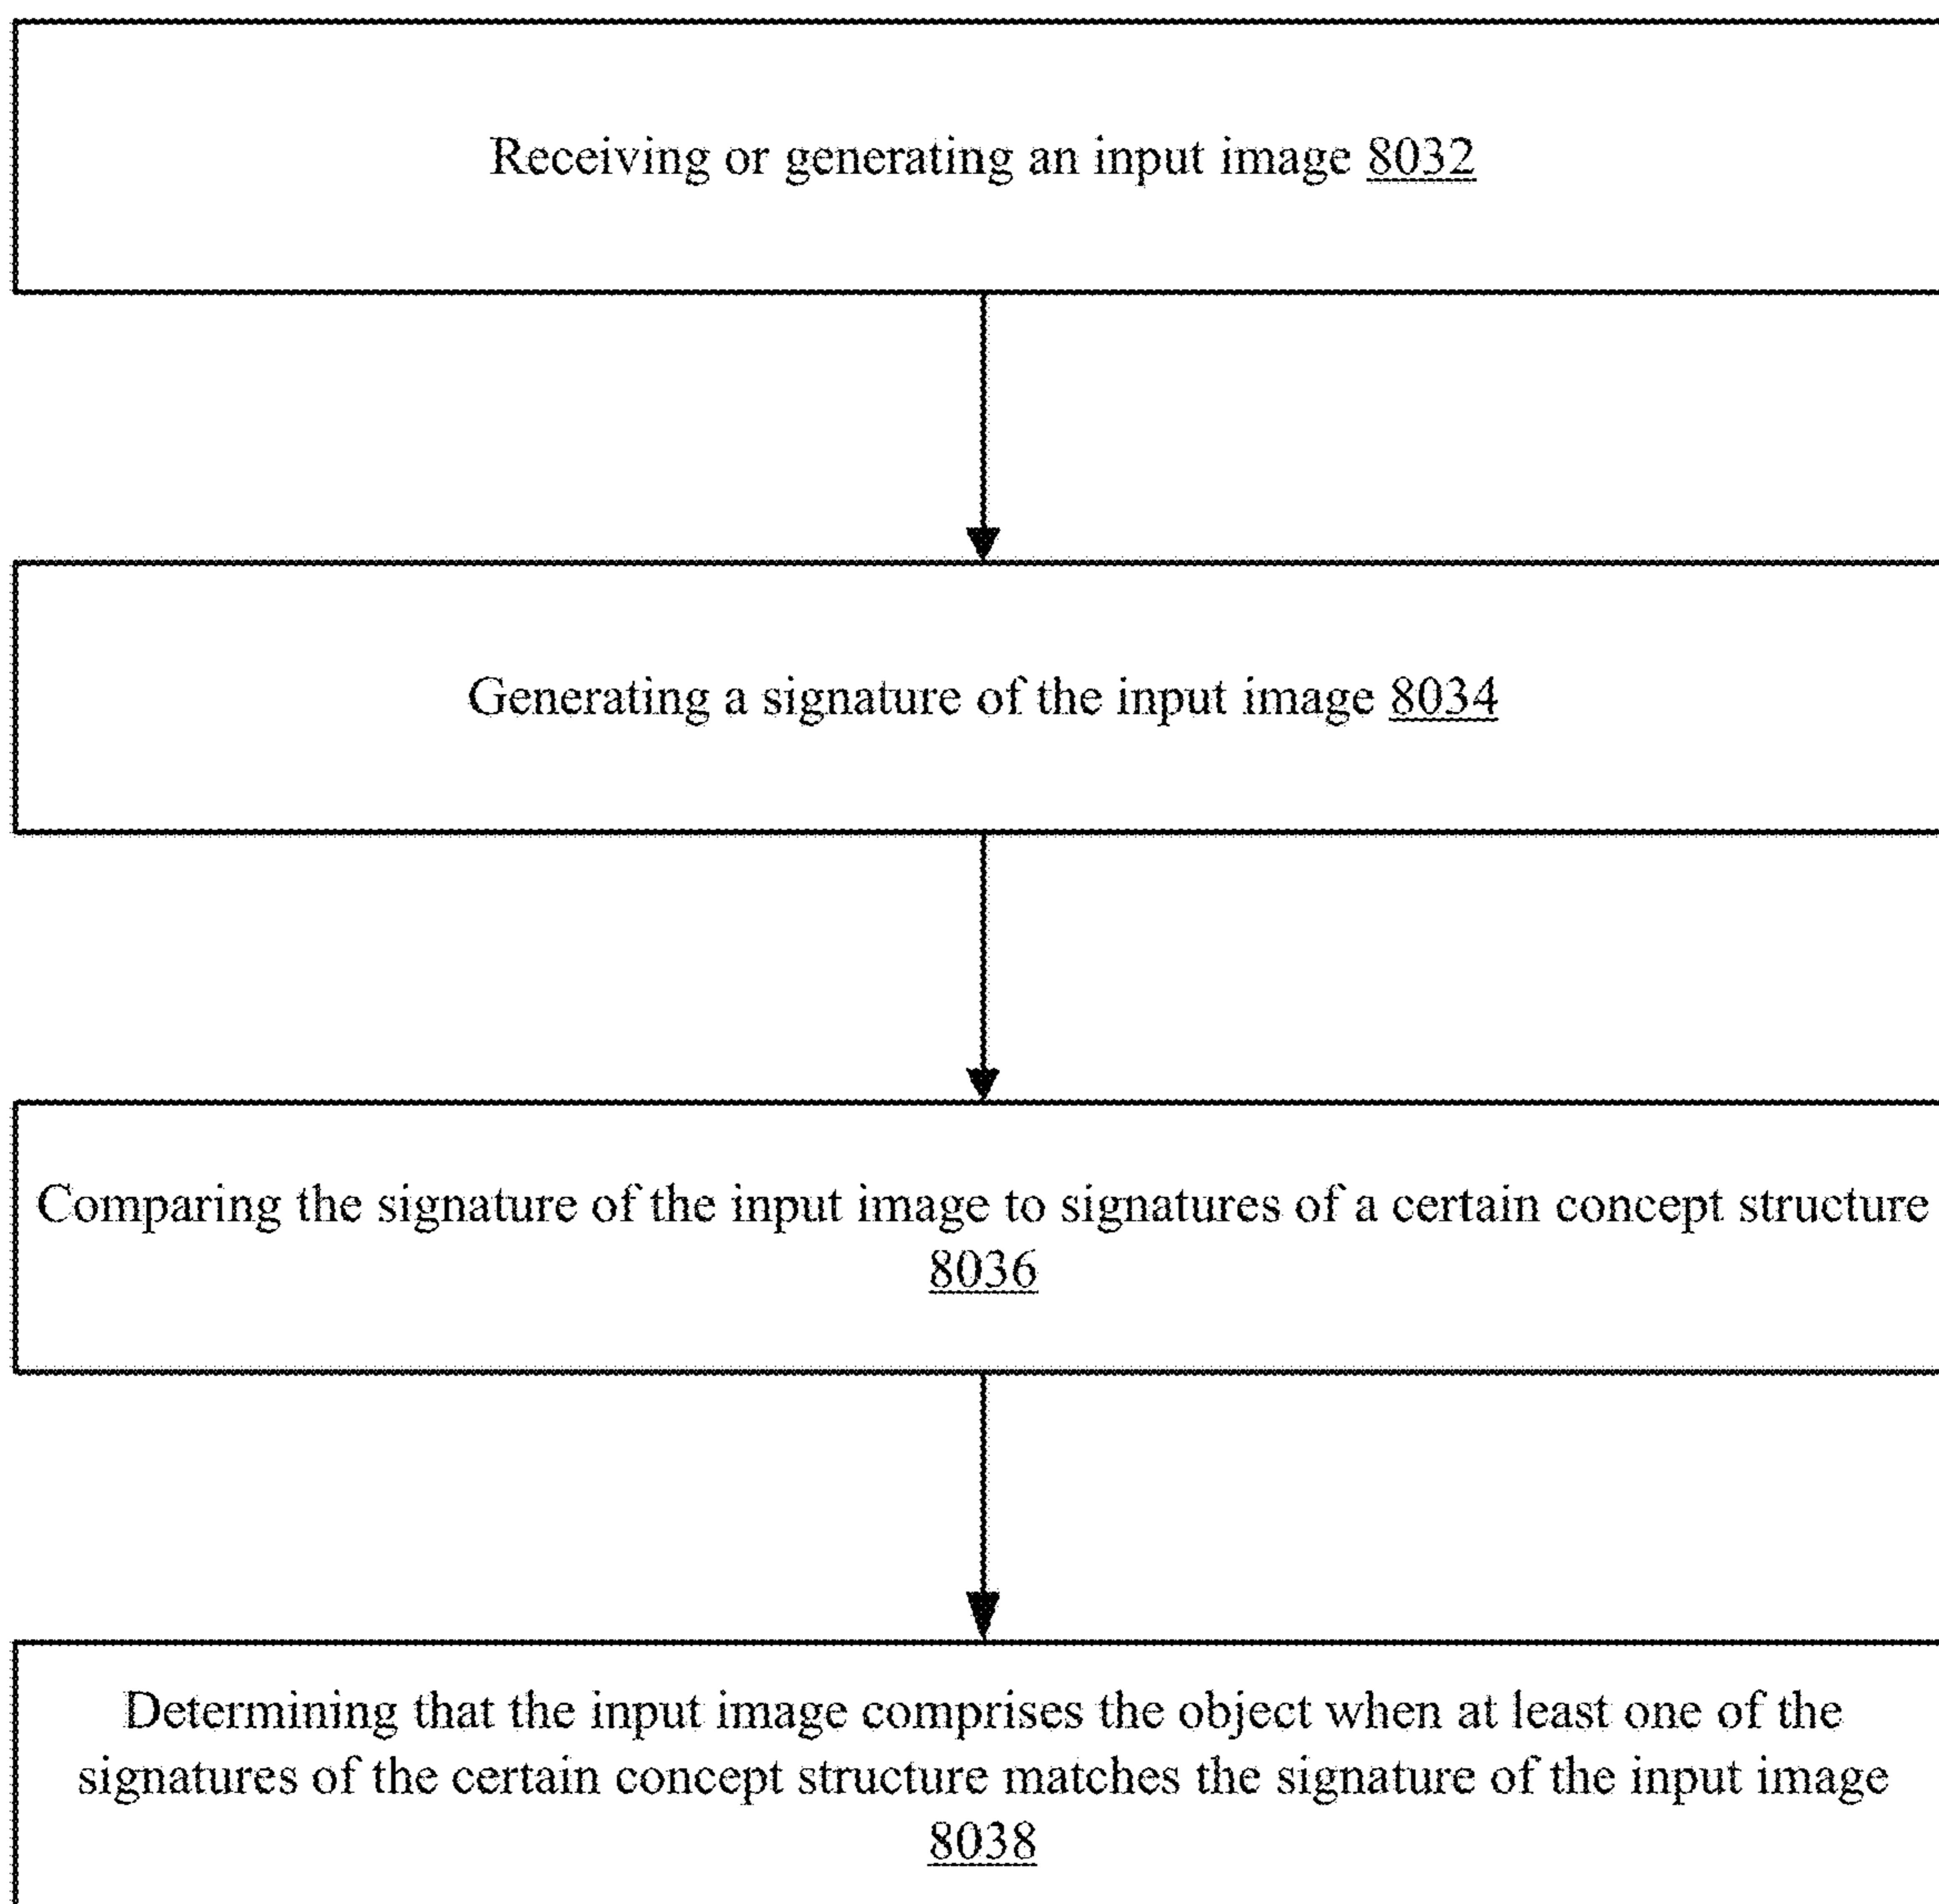 Receiving or generating an input image 8032
Generating a signature of the input image 8034
Comparing the signature of the input image to signatures of a certain concept structure
8036
Determining that the input image comprises the object when at least one of the
signatures of the certain concept structure matches the signature of the input image
8038